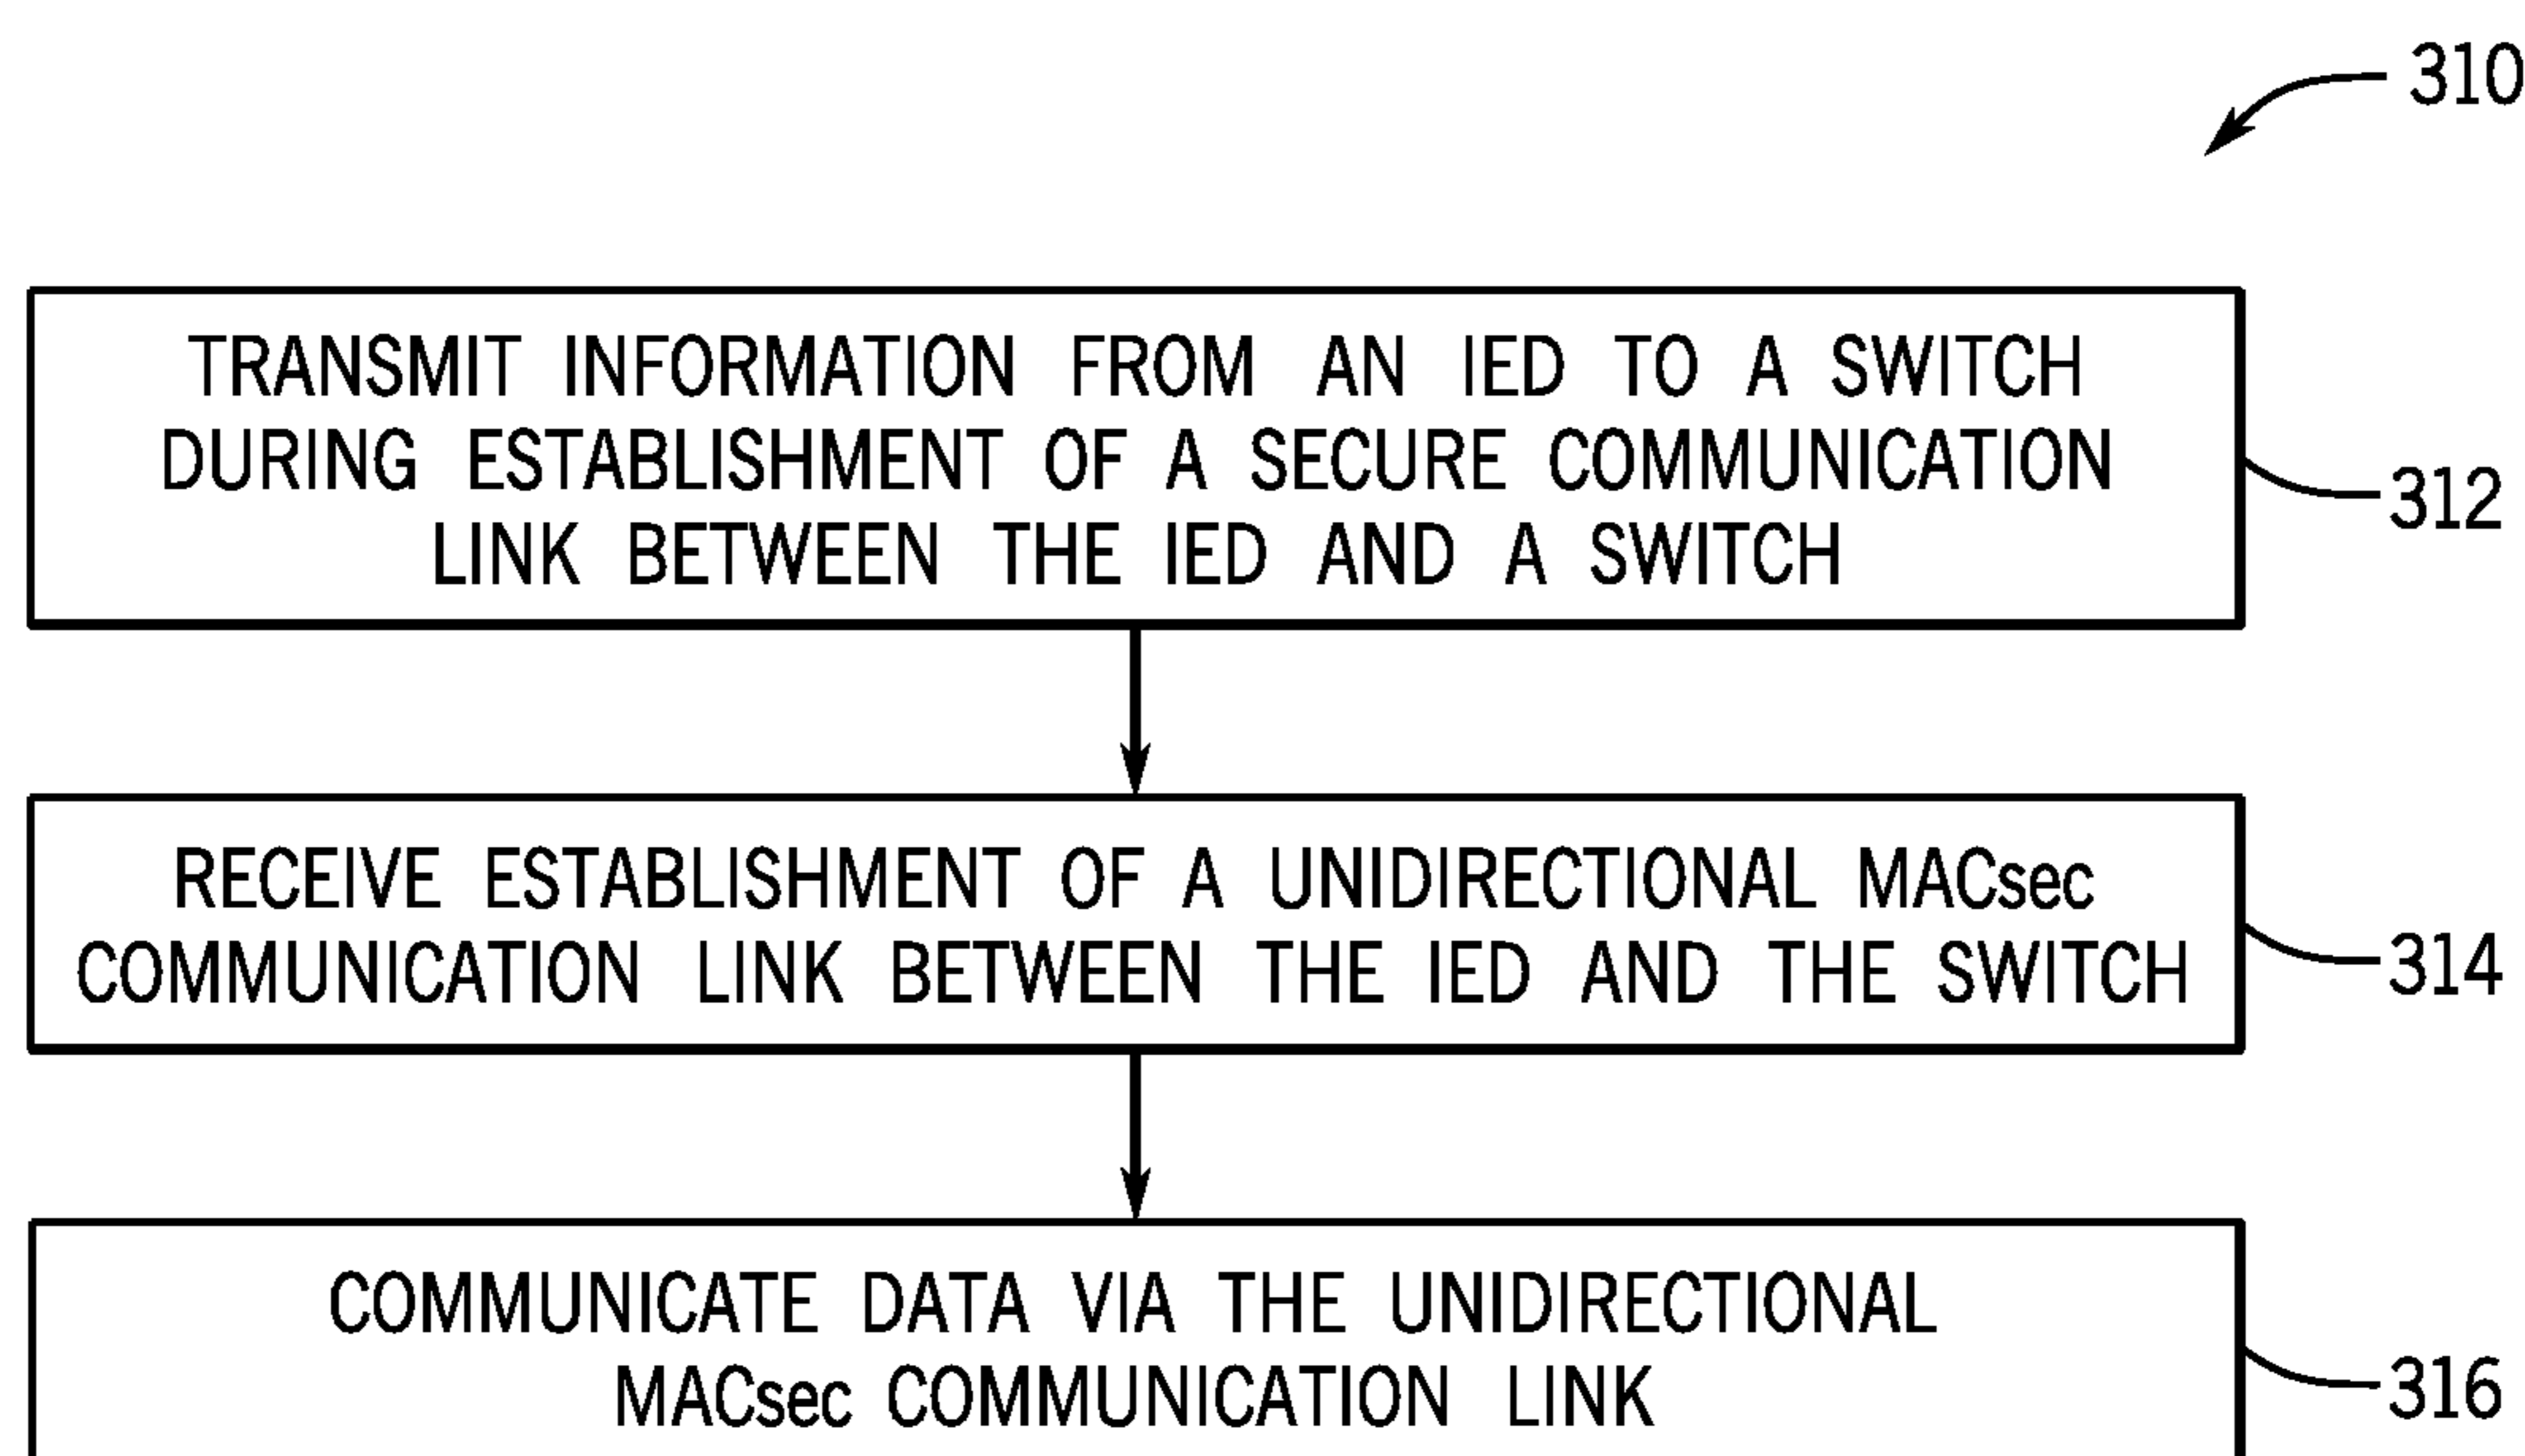 310
TRANSMIT INFORMATION FROM AN IED TO A SWITCH
DURING ESTABLISHMENT OF A SECURE COMMUNICATION
LINK BETWEEN THE IED AND A SWITCH
312
RECEIVE ESTABLISHMENT OF A UNIDIRECTIONAL MACsec
COMMUNICATION LINK BETWEEN THE IED AND THE SWITCH
314
COMMUNICATE DATA VIA THE UNIDIRECTIONAL
MACsec COMMUNICATION LINK
316